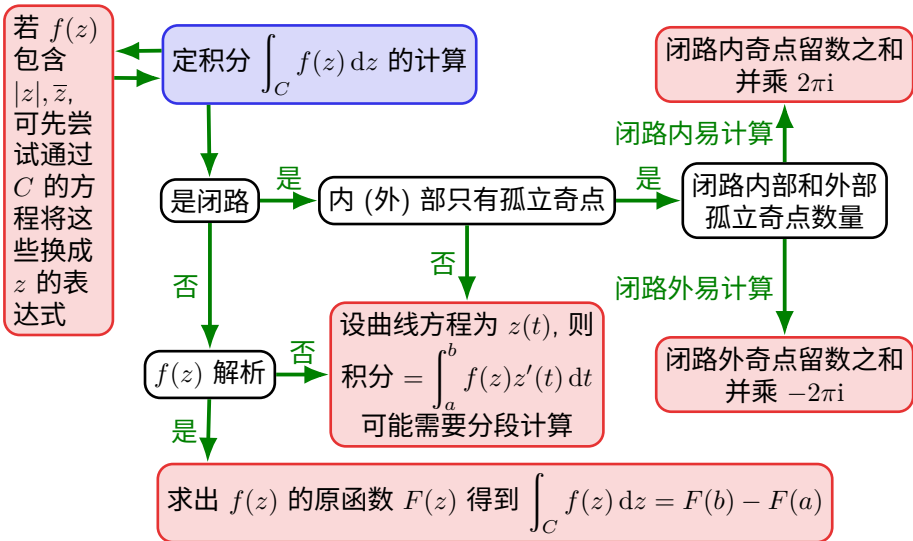 若 f(z)
包含
|z|, z̅,
可先尝
试通过
C 的方
程将这
些换成
z 的表
达式
定积分 ∫_C f(z) dz 的计算
是闭路
是
内 (外) 部只有孤立奇点
是
闭路内部和外部
孤立奇点数量
闭路内易计算
闭路内奇点留数之和
并乘 2πi
闭路外易计算
闭路外奇点留数之和
并乘 −2πi
否
否
设曲线方程为 z(t), 则
积分 = ∫_a^b f(z)z′(t) dt
可能需要分段计算
f(z) 解析
否
是
求出 f(z) 的原函数 F(z) 得到 ∫_C f(z) dz = F(b) − F(a)